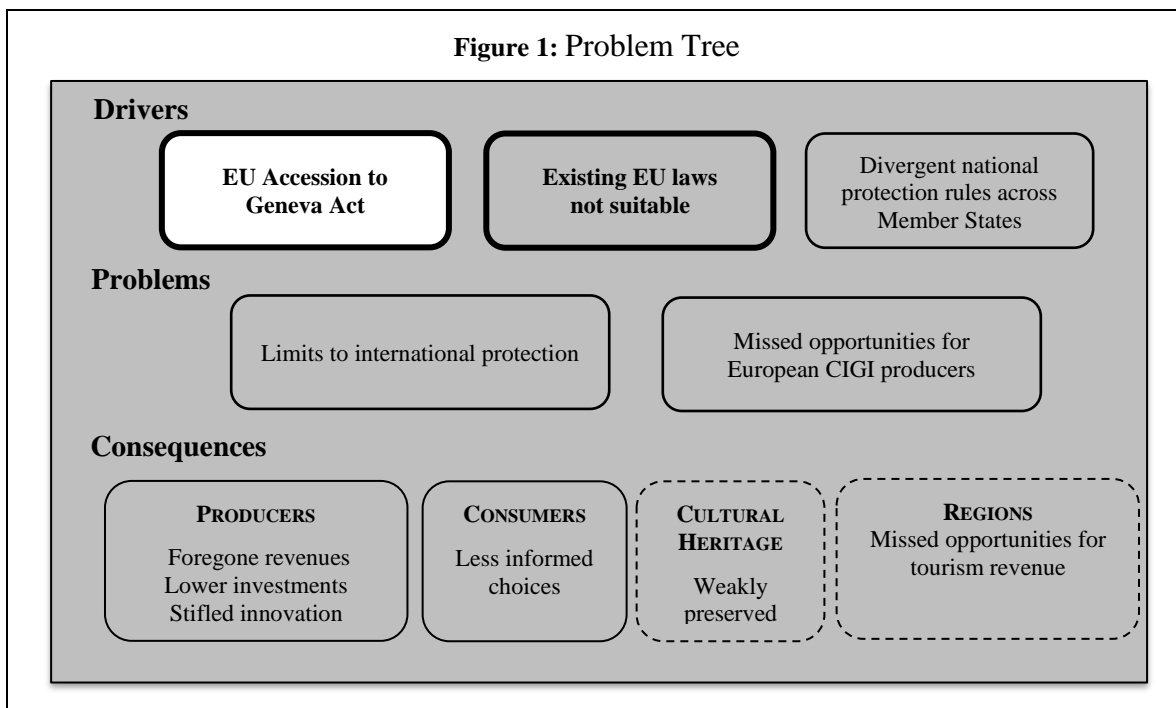 Figure 1: Problem Tree
Drivers
EU Accession to
Geneva Act
Existing EU laws
not suitable
Divergent national
protection rules across
Member States
Problems
Limits to international protection
Missed opportunities for
European CIGI producers
Consequences
PRODUCERS
Foregone revenues
Lower investments
Stifled innovation
CONSUMERS
Less informed
choices
CULTURAL
HERITAGE
Weakly
preserved
REGIONS
Missed opportunities for
tourism revenue